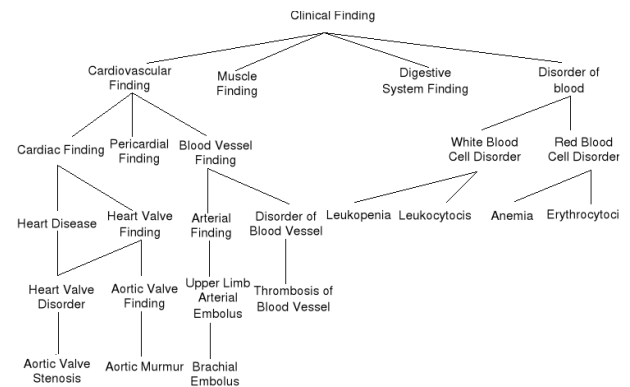 Clinical Finding
Cardiovascular
Finding
Muscle
Finding
Digestive
System Finding
Disorder of
blood
Cardiac Finding
Pericardial
Finding
Blood Vessel
Finding
White Blood
Cell Disorder
Red Blood
Cell Disorder
Heart Disease
Heart Valve
Finding
Arterial
Finding
Disorder of
Blood Vessel
Leukopenia
Leukocytocis
Anemia
Erythrocytoci
Heart Valve
Disorder
Aortic Valve
Finding
Upper Limb
Arterial
Embolus
Thrombosis of
Blood Vessel
Aortic Valve
Stenosis
Aortic Murmur
Brachial
Embolus